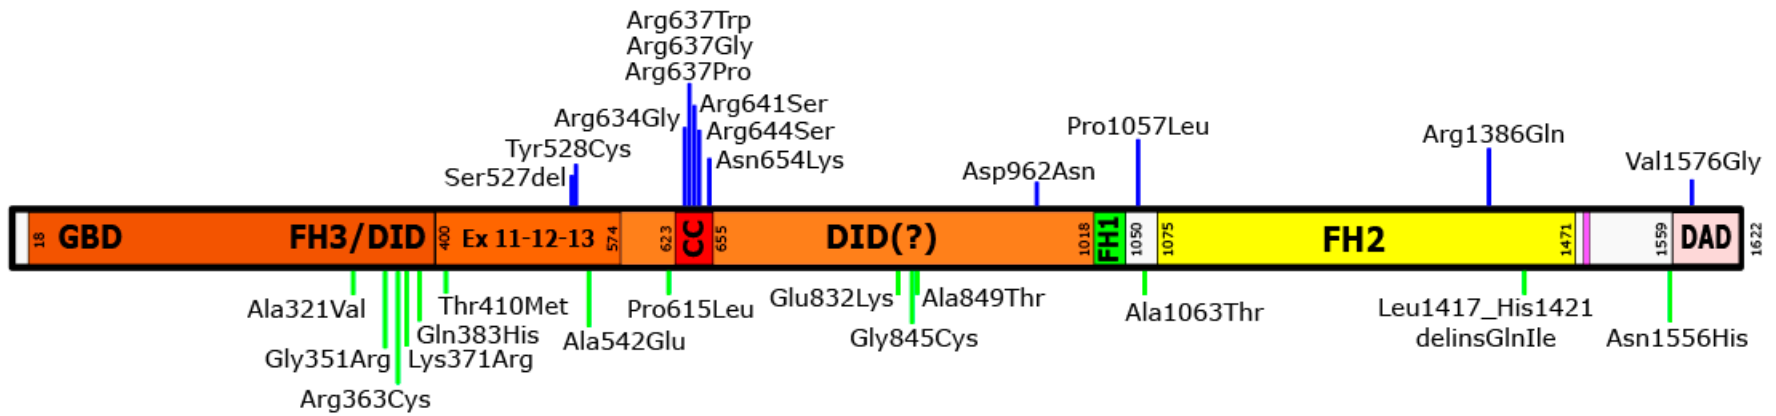 Arg637Trp
Arg637Gly
Arg637Pro
Arg634Gly
Arg641Ser
Arg644Ser
Asn654Lys
Tyr528Cys
Ser527del
Asp962Asn
Pro1057Leu
Arg1386Gln
Val1576Gly
18 GBD FH3/DID 400 Ex 11-12-13 574 623 CC 655 DID(?) 1018 FH1 1050 1075 FH2 1471 1559 DAD 1622
Ala321Val
Gly351Arg
Arg363Cys
Lys371Arg
Gln383His
Thr410Met
Ala542Glu
Pro615Leu
Glu832Lys
Gly845Cys
Ala849Thr
Ala1063Thr
Leu1417_His1421
delinsGlnIle
Asn1556His